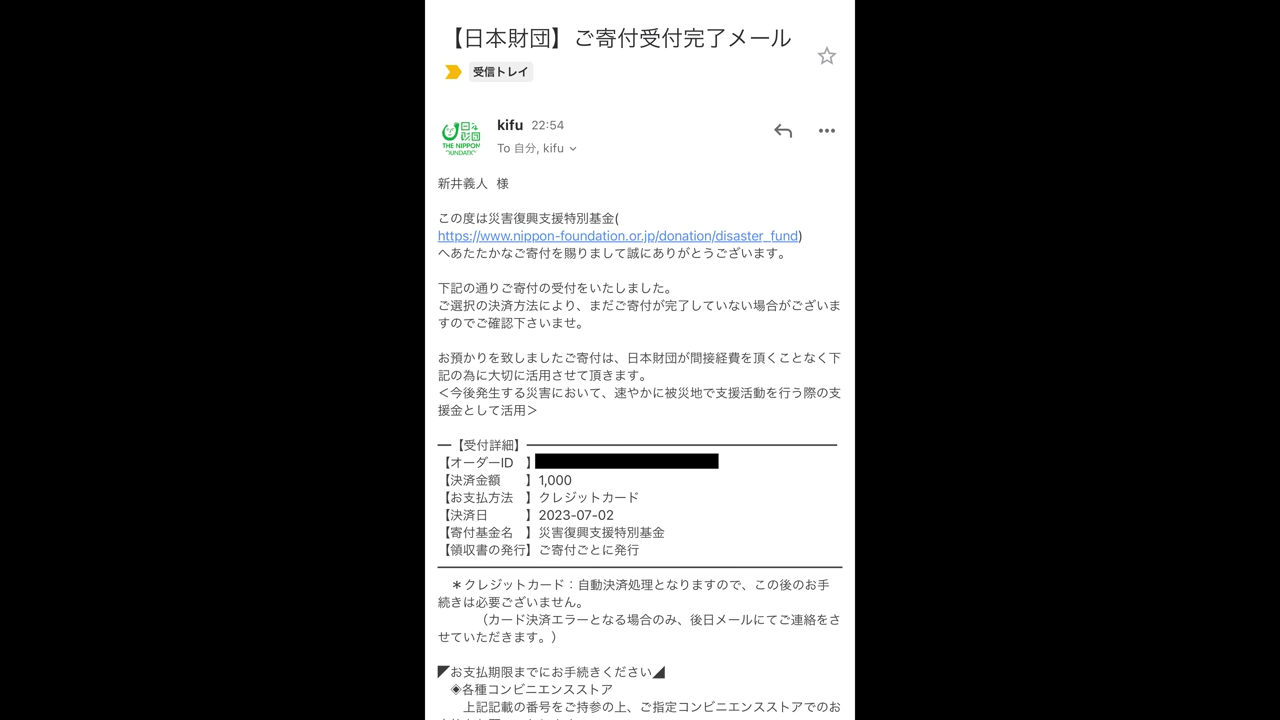 【日本財団】ご寄付受付完了メール
受信トレイ
日本財団
THE NIPPON
kifu 22:54
To 自分, kifu
新井義人 様
この度は災害復興支援特別基金(
https://www.nippon-foundation.or.jp/donation/disaster_fund)
へあたたかなご寄付を賜りまして誠にありがとうございます。
下記の通りご寄付の受付をいたしました。
ご選択の決済方法により、まだご寄付が完了していない場合がございま
すのでご確認下さいませ。
お預かりを致しましたご寄付は、日本財団が間接経費を頂くことなく下
記の為に大切に活用させて頂きます。
＜今後発生する災害において、速やかに被災地で支援活動を行う際の支
援金として活用＞
━【受付詳細】━━━━━━━━━━━━━━━━━━━━━
【オーダーID 】
【決済金額 】1,000
【お支払方法 】クレジットカード
【決済日 】2023-07-02
【寄付基金名 】災害復興支援特別基金
【領収書の発行】ご寄付ごとに発行
＊クレジットカード：自動決済処理となりますので、この後のお手
続きは必要ございません。
（カード決済エラーとなる場合のみ、後日メールにてご連絡をさ
せていただきます。）
◤お支払期限までにお手続きください◢
◈各種コンビニエンスストア
上記記載の番号をご持参の上、ご指定コンビニエンスストアでのお